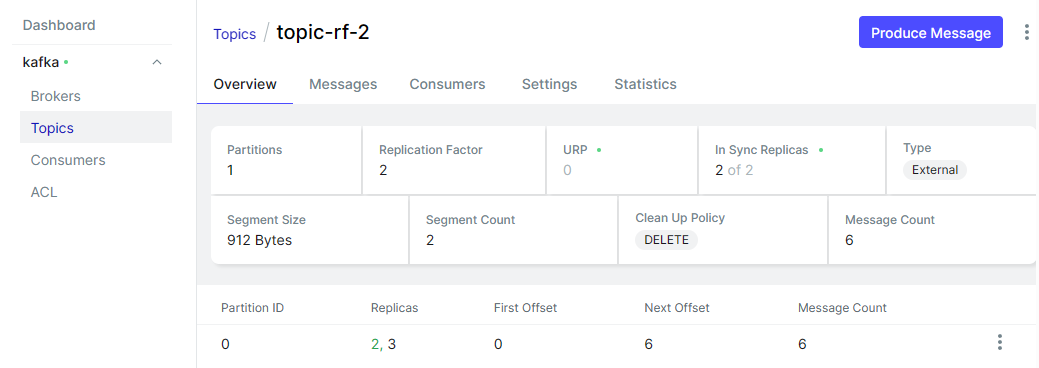 Dashboard
kafka
Brokers
Topics
Consumers
ACL
Topics / topic-rf-2
Produce Message
Overview Messages Consumers Settings Statistics
Partitions Replication Factor URP In Sync Replicas Type
1 2 0 2 of 2 External
Segment Size Segment Count Clean Up Policy Message Count
912 Bytes 2 DELETE 6
Partition ID Replicas First Offset Next Offset Message Count
0 2, 3 0 6 6